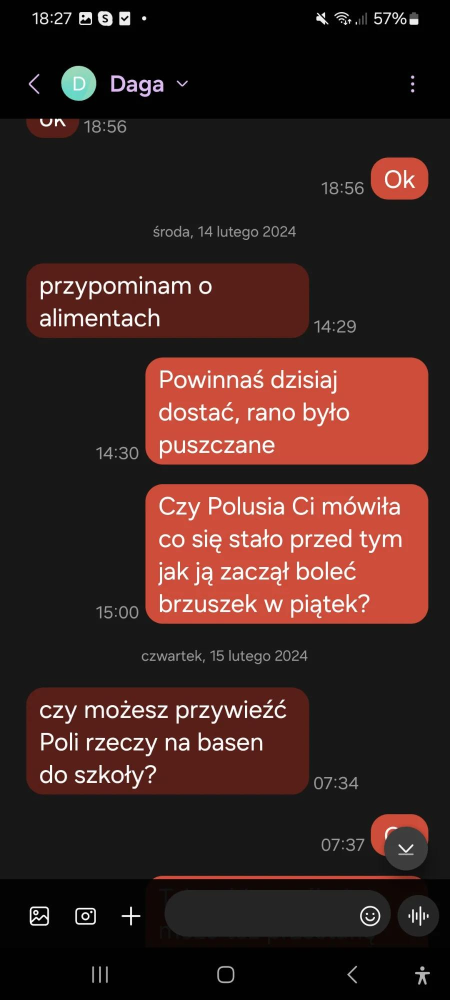 18:27 S 57%
D Daga
ok 18:56
18:56 Ok
środa, 14 lutego 2024
przypominam o
alimentach
14:29
Powinnaś dzisiaj
dostać, rano było
puszczane
14:30
Czy Polusia Ci mówiła
co się stało przed tym
jak ją zaczął boleć
brzuszek w piątek?
15:00
czwartek, 15 lutego 2024
czy możesz przywieźć
Poli rzeczy na basen
do szkoły?
07:34
07:37